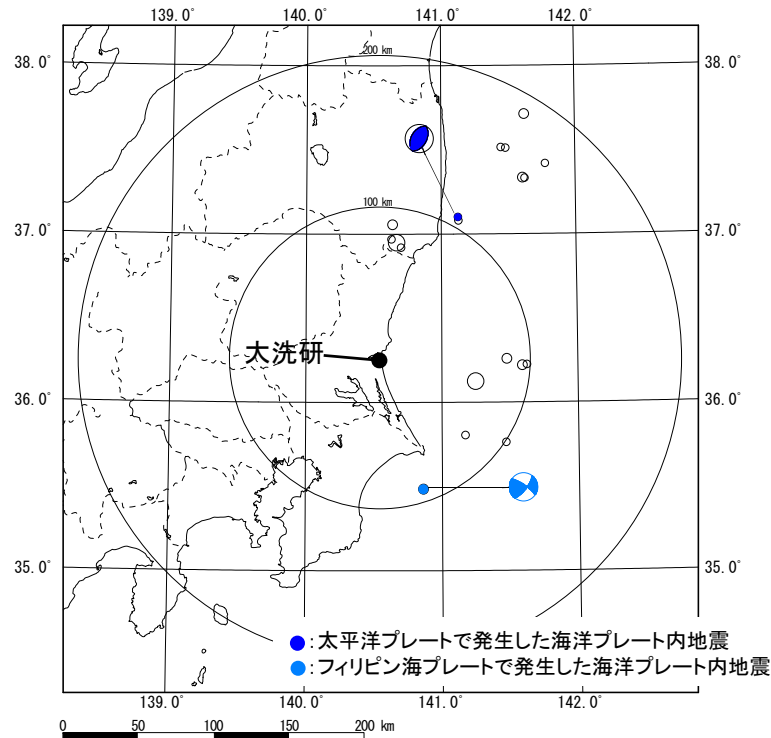 139.0° 140.0° 141.0° 142.0°
200 km
38.0° 38.0°
100 km
37.0° 37.0°
大洗研
36.0° 36.0°
35.0° 35.0°
●:太平洋プレートで発生した海洋プレート内地震
●:フィリピン海プレートで発生した海洋プレート内地震
139.0° 140.0° 141.0° 142.0°
0 50 100 150 200 km